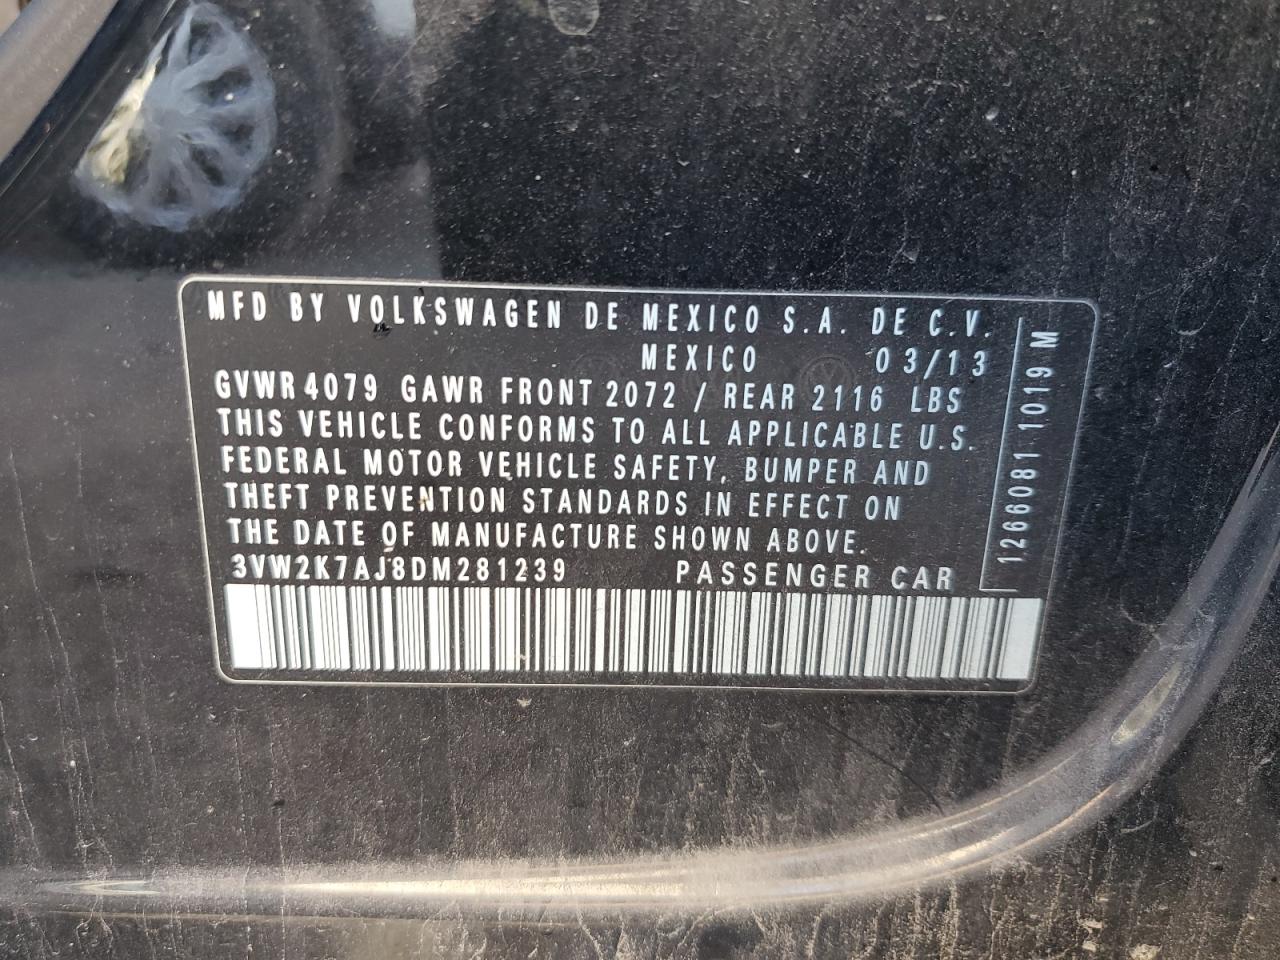 MFD BY VOLKSWAGEN DE MEXICO S.A. DE C.V.
MEXICO 03/13
GVWR 4079 GAWR FRONT 2072 / REAR 2116 LBS
THIS VEHICLE CONFORMS TO ALL APPLICABLE U.S.
FEDERAL MOTOR VEHICLE SAFETY, BUMPER AND
THEFT PREVENTION STANDARDS IN EFFECT ON
THE DATE OF MANUFACTURE SHOWN ABOVE.
3VW2K7AJ8DM281239 PASSENGER CAR
1266081 1019 M